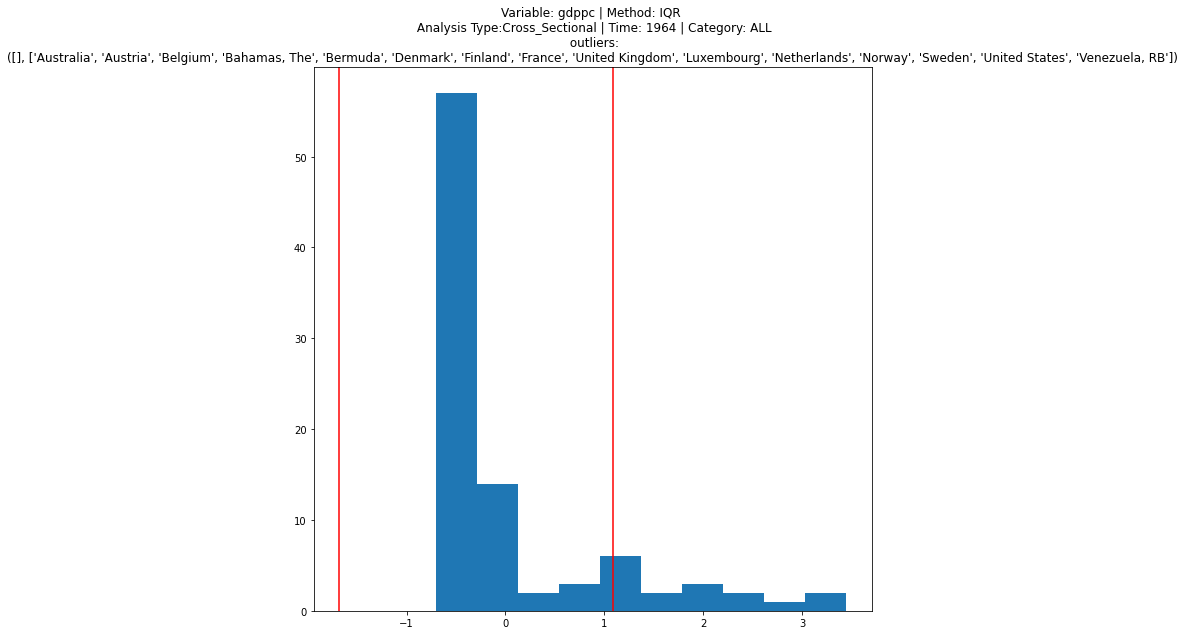 Variable: gdppc | Method: IQR
Analysis Type:Cross_Sectional | Time: 1964 | Category: ALL
outliers:
([], ['Australia', 'Austria', 'Belgium', 'Bahamas, The', 'Bermuda', 'Denmark', 'Finland', 'France', 'United Kingdom', 'Luxembourg', 'Netherlands', 'Norway', 'Sweden', 'United States', 'Venezuela, RB'])
50
40
30
20
10
0
−1 0 1 2 3